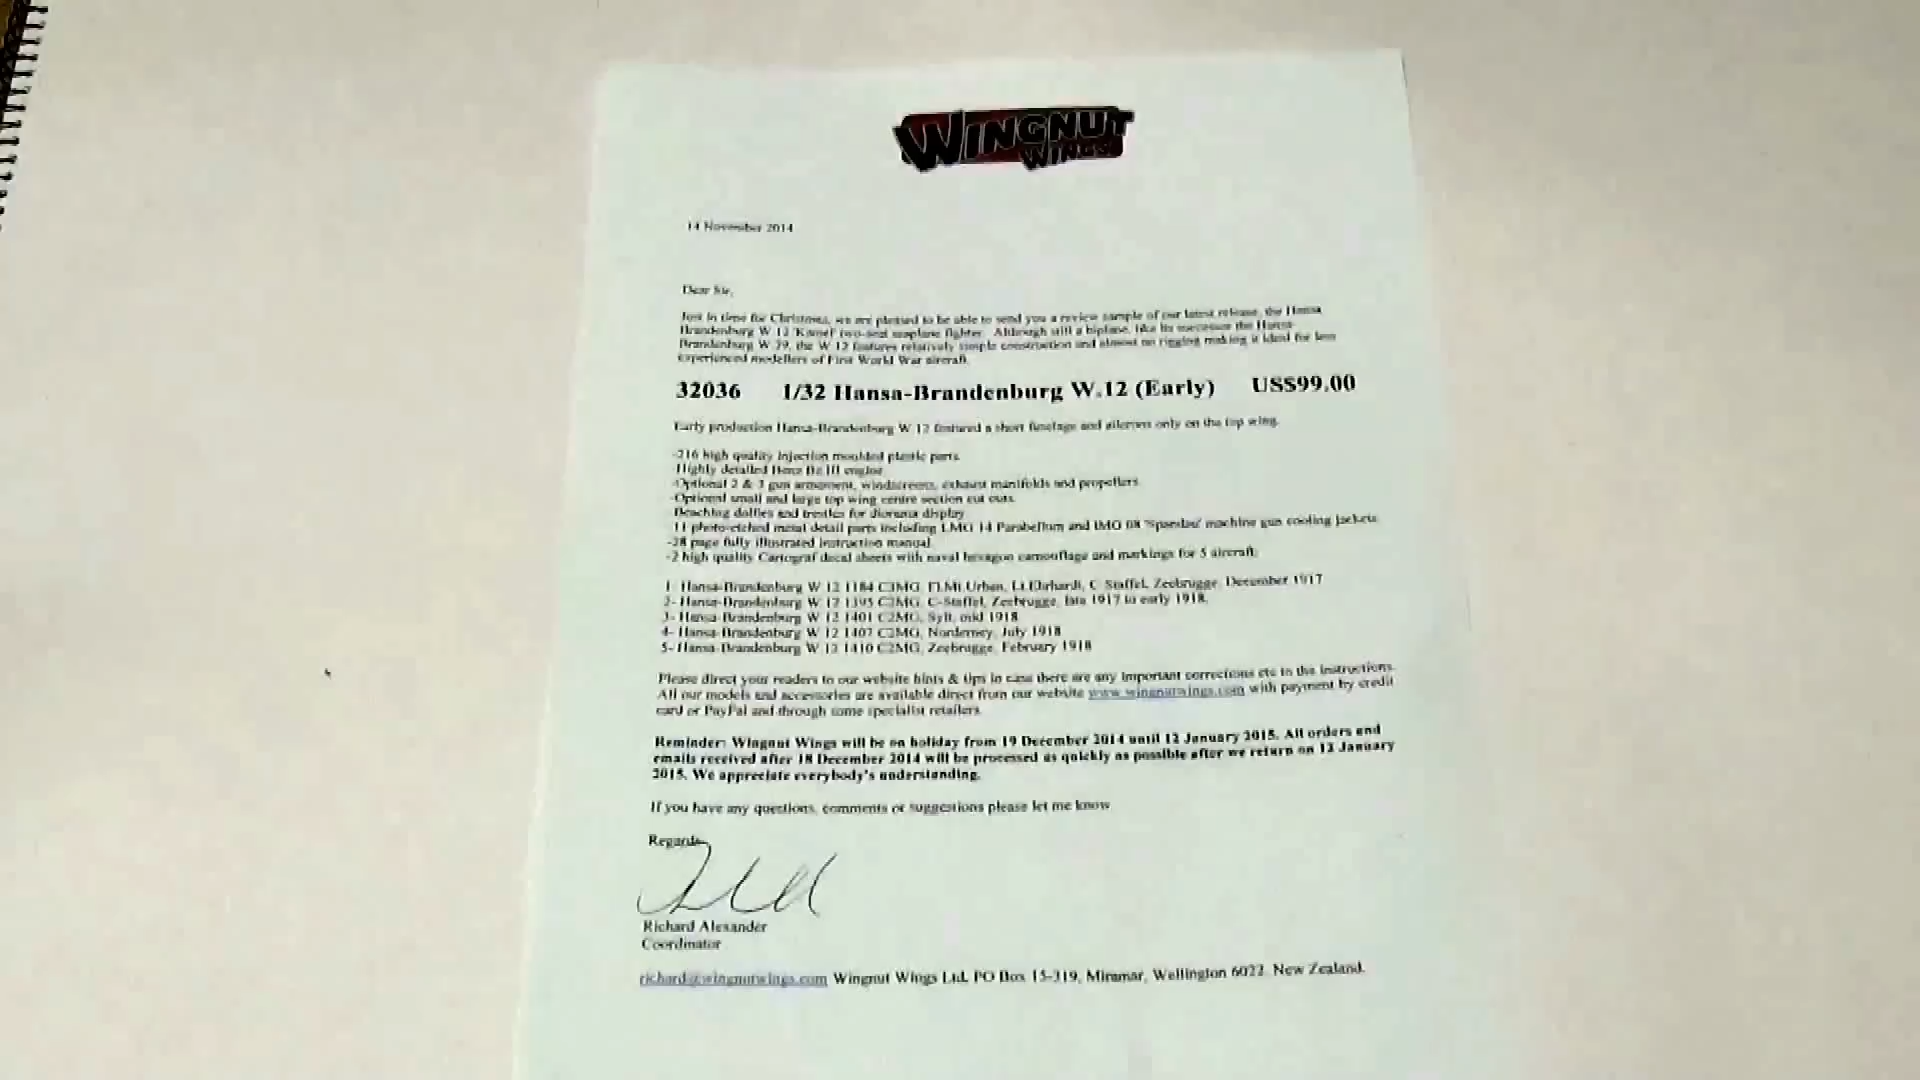 WINGNUT
WINGS
14 November 2014
Dear Sir,
Just in time for Christmas, we are pleased to be able to send you a review sample of our latest release, the Hansa
Brandenburg W.12 'Kamel' two-seat seaplane fighter. Although still a biplane, like its successor the Hansa-
Brandenburg W.29, the W.12 features relatively simple construction and almost no rigging making it ideal for less
experienced modellers of First World War aircraft.
32036 1/32 Hansa-Brandenburg W.12 (Early) US$99.00
Early production Hansa-Brandenburg W.12 featured a short fuselage and ailerons only on the top wing.
-216 high quality injection moulded plastic parts.
-Highly detailed Benz Bz.III engine.
-Optional 2 & 3 gun armament, windscreens, exhaust manifolds and propellers.
-Optional small and large top wing centre section cut outs.
-Beaching dollies and trestles for diorama display.
-11 photo-etched metal detail parts including LMG 14 Parabellum and lMG 08 'Spandau' machine gun cooling jackets.
-28 page fully illustrated instruction manual.
-2 high quality Cartograf decal sheets with naval hexagon camouflage and markings for 5 aircraft:
1- Hansa-Brandenburg W.12 1184 C3MG, Urban, Lt Ehrhardt, C-Staffel, Zeebrugge, December 1917
2- Hansa-Brandenburg W.12 1395 C2MG, C-Staffel, Zeebrugge, late 1917 to early 1918.
3- Hansa-Brandenburg W.12 1401 C2MG, Sylt, mid 1918
4- Hansa-Brandenburg W.12 1407 C2MG, Norderney, July 1918
5- Hansa-Brandenburg W.12 1410 C2MG, Zeebrugge, February 1918
Please direct your readers to our website hints & tips in case there are any important corrections etc to the instructions.
All our models and accessories are available direct from our website www.wingnutwings.com with payment by credit
card or PayPal and through some specialist retailers.
Reminder: Wingnut Wings will be on holiday from 19 December 2014 until 12 January 2015. All orders and
emails received after 18 December 2014 will be processed as quickly as possible after we return on 12 January
2015. We appreciate everybody's understanding.
If you have any questions, comments or suggestions please let me know.
Regards
Richard Alexander
Coordinator
richard@wingnutwings.com Wingnut Wings Ltd. PO Box 15-319, Miramar, Wellington 6022. New Zealand.